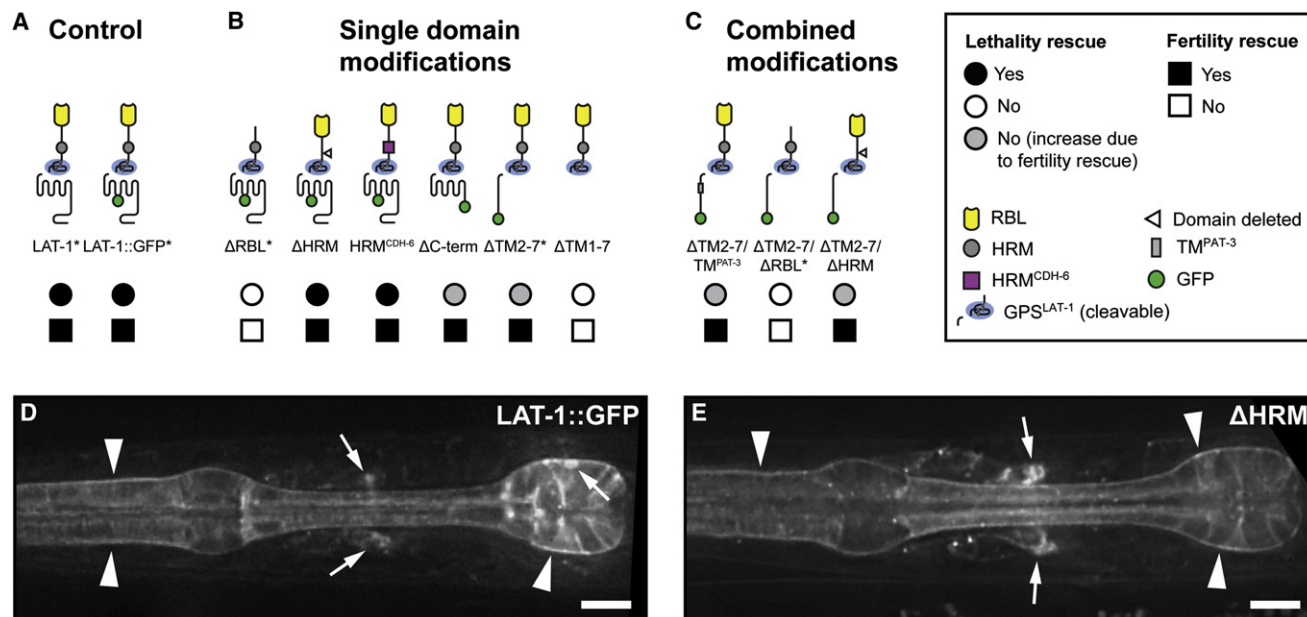 A Control
B Single domain
modifications
C Combined
modifications
Lethality rescue
Yes
No
No (increase due
to fertility rescue)
Fertility rescue
Yes
No
RBL
HRM
HRMCDH-6
GPSLAT-1 (cleavable)
Domain deleted
TMPAT-3
GFP
LAT-1* LAT-1::GFP*
ΔRBL* ΔHRM HRMCDH-6 ΔC-term ΔTM2-7* ΔTM1-7
ΔTM2-7/ ΔTM2-7/ ΔTM2-7/
TMPAT-3 ΔRBL* ΔHRM
D LAT-1::GFP
E ΔHRM